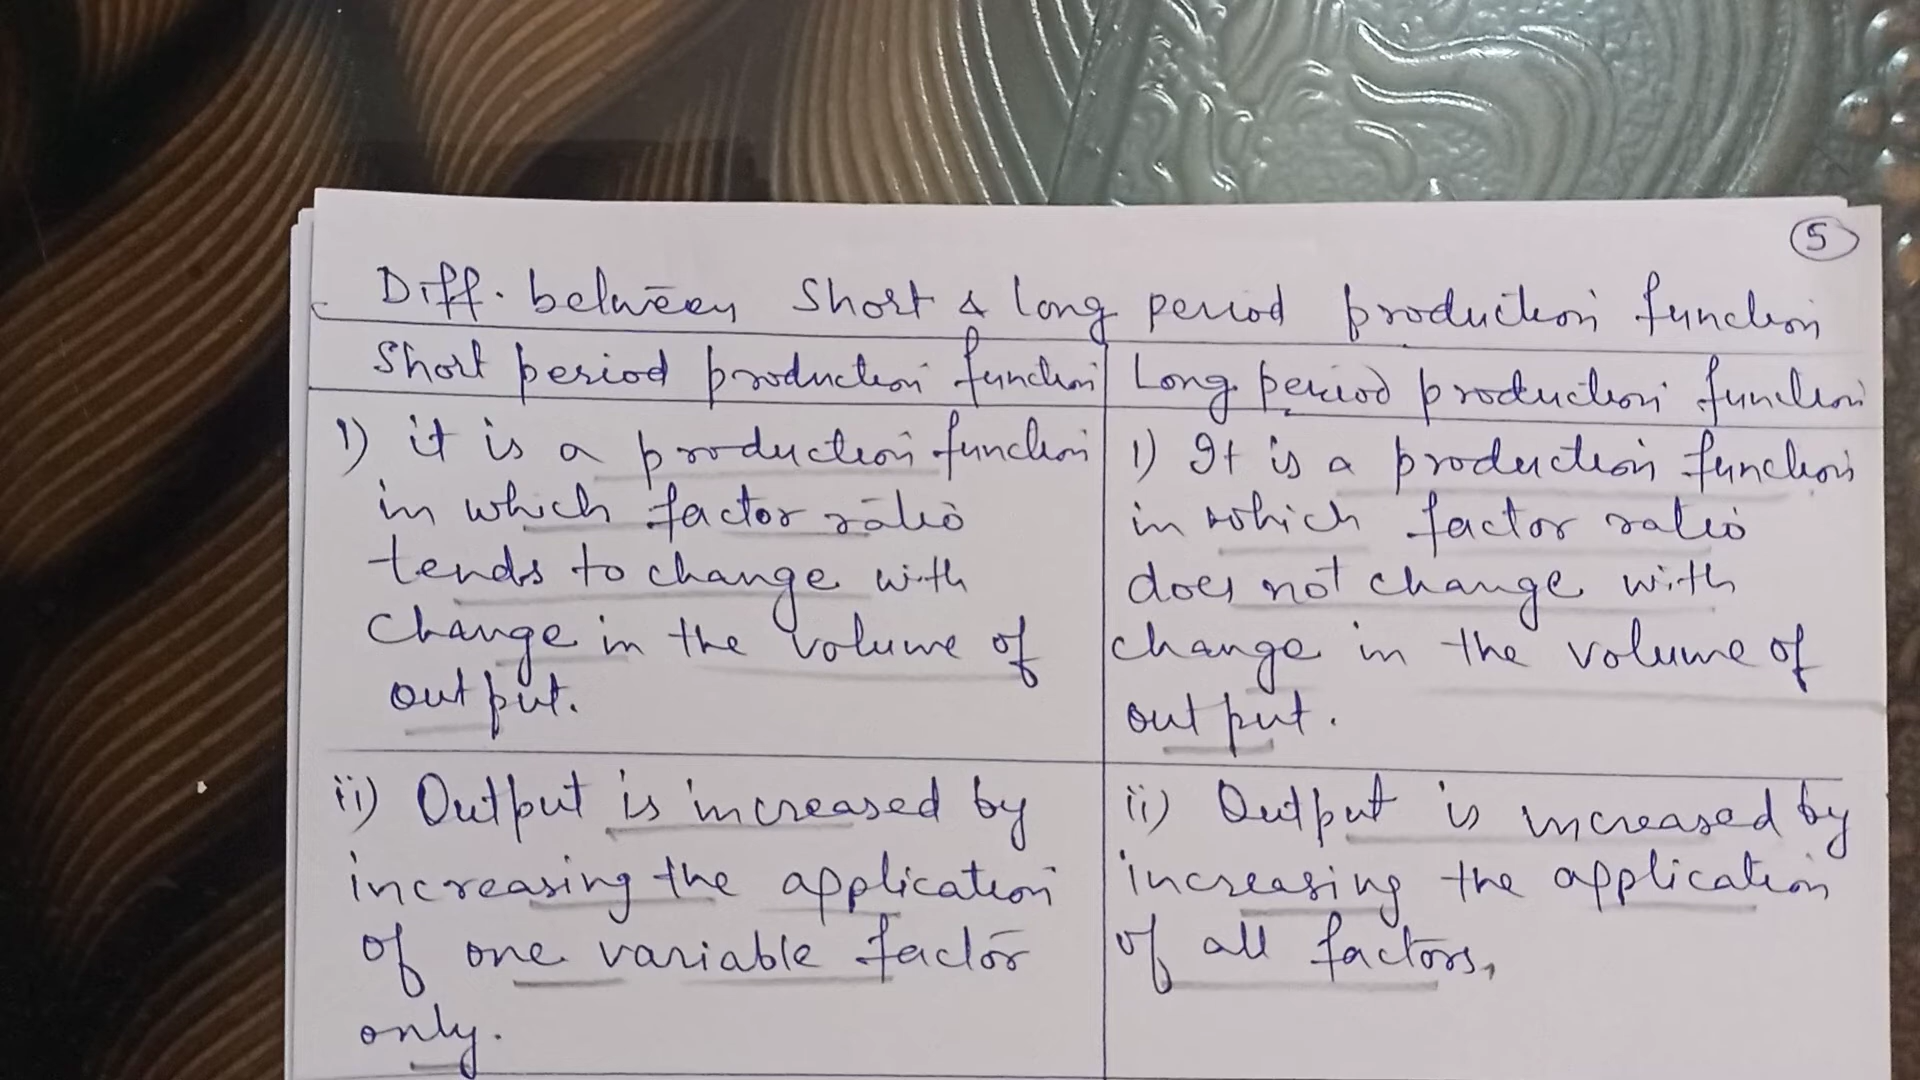 5
Diff. between Short & long period production function
Short period production function
1) it is a production function
in which factor ratio
tends to change with
change in the volume of
output.
ii) Output is increased by
increasing the application
of one variable factor
only.
Long period production function
1) It is a production function
in which factor ratio
does not change with
change in the volume of
output.
ii) Output is increased by
increasing the application
of all factors,